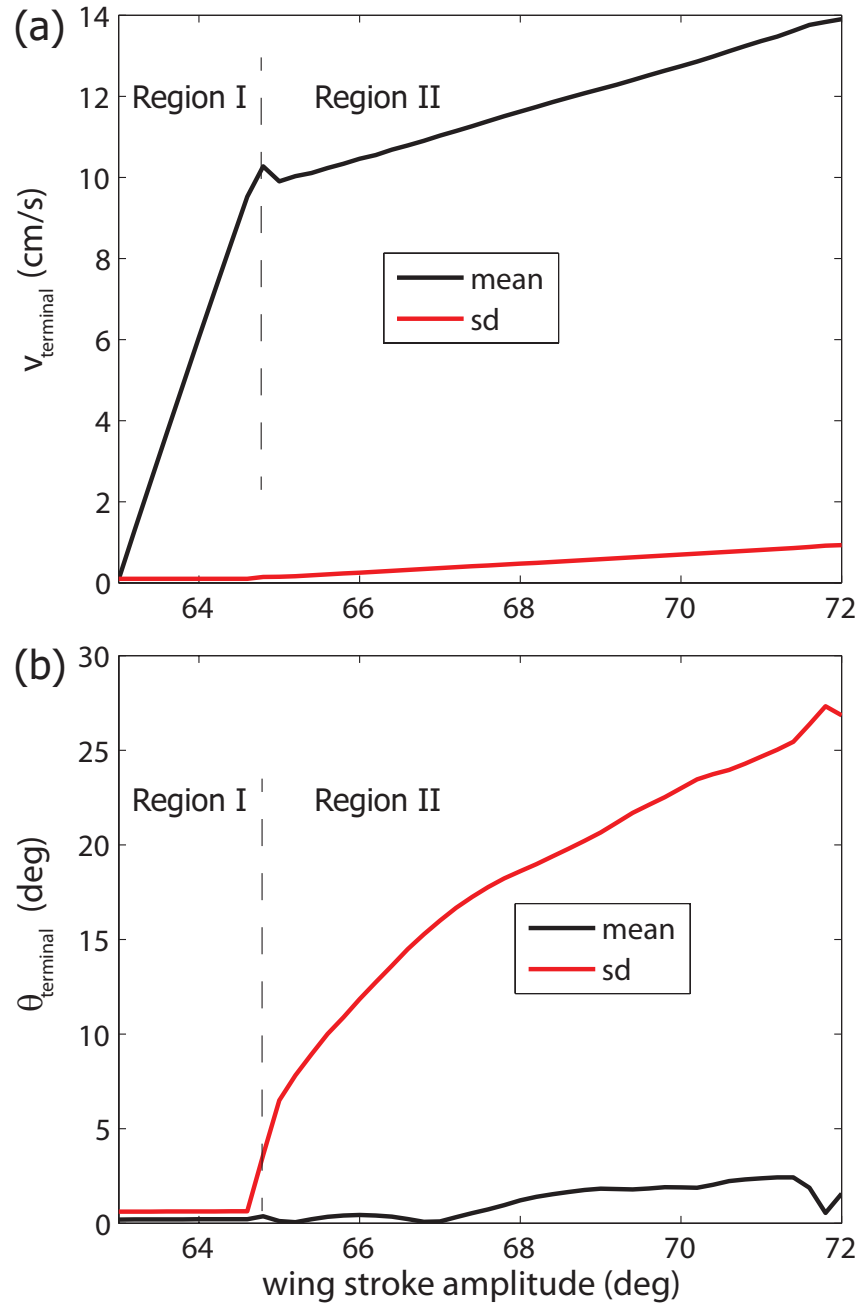 (a)
14
12
10
8
6
4
2
0
v_terminal (cm/s)
Region I
Region II
mean
sd
64
66
68
70
72
(b)
30
25
20
15
10
5
0
θ_terminal (deg)
Region I
Region II
mean
sd
64
66
68
70
72
wing stroke amplitude (deg)